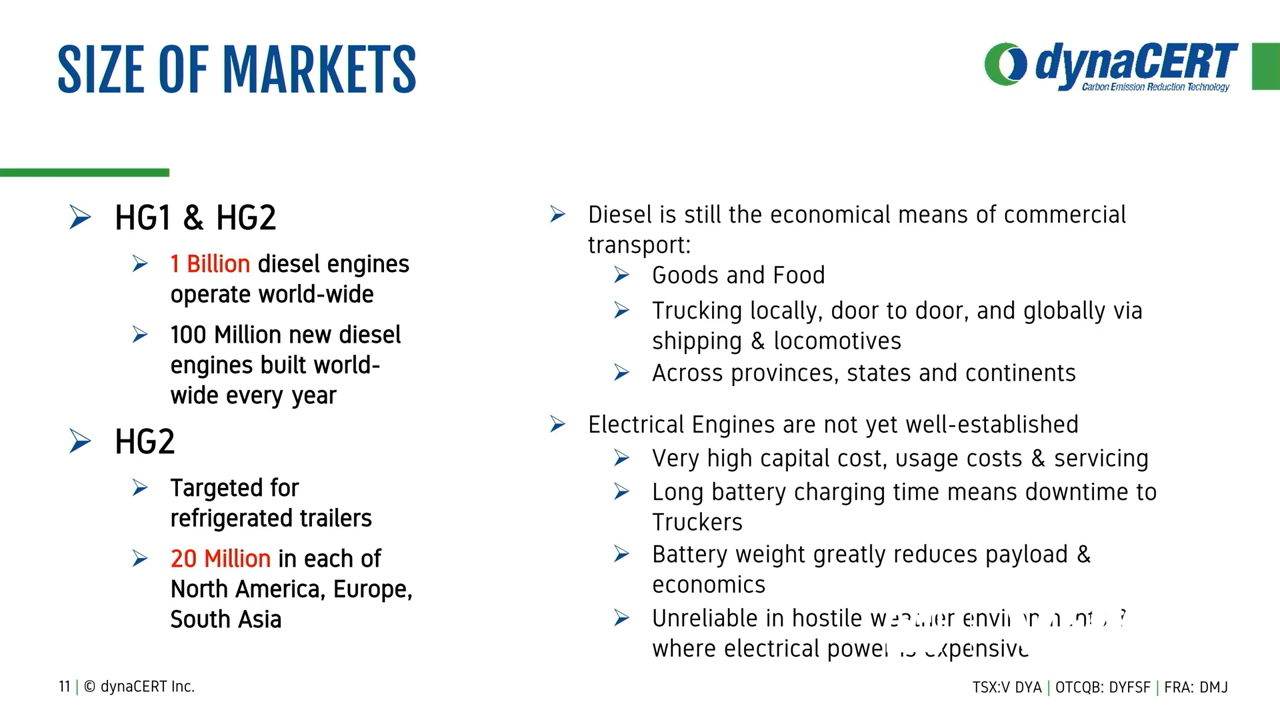 SIZE OF MARKETS
dynaCERT
Carbon Emission Reduction Technology
HG1 & HG2
1 Billion diesel engines
operate world-wide
100 Million new diesel
engines built world-
wide every year
HG2
Targeted for
refrigerated trailers
20 Million in each of
North America, Europe,
South Asia
Diesel is still the economical means of commercial
transport:
Goods and Food
Trucking locally, door to door, and globally via
shipping & locomotives
Across provinces, states and continents
Electrical Engines are not yet well-established
Very high capital cost, usage costs & servicing
Long battery charging time means downtime to
Truckers
Battery weight greatly reduces payload &
economics
Unreliable in hostile weather
where electrical power is expensive
11 | © dynaCERT Inc.
TSX:V DYA | OTCQB: DYFSF | FRA: DMJ